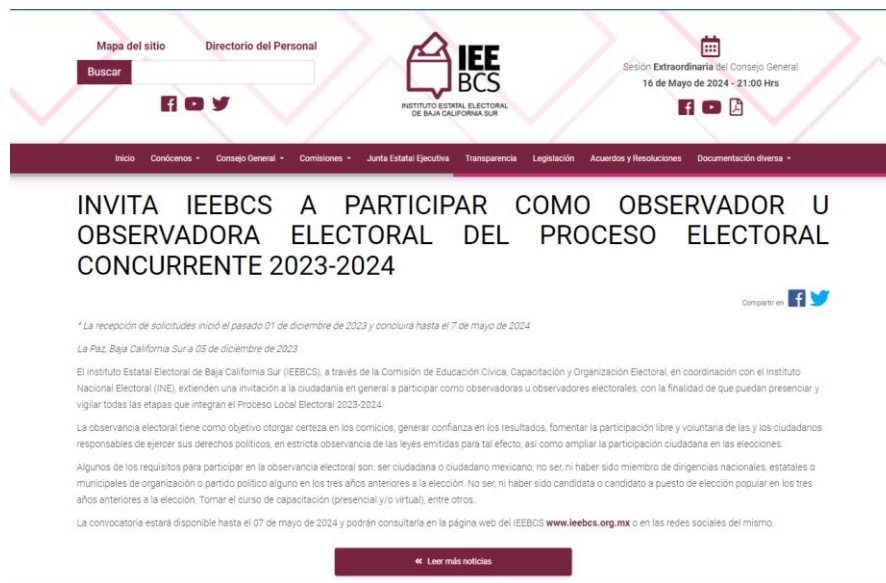 Mapa del sitio
Directorio del Personal
Buscar
IEE
BCS
INSTITUTO ESTATAL ELECTORAL
DE BAJA CALIFORNIA SUR
Sesión Extraordinaria del Consejo General
16 de Mayo de 2024 - 21:00 Hrs
Inicio Conócenos Consejo General Comisiones Junta Estatal Ejecutiva Transparencia Legislación Acuerdos y Resoluciones Documentación diversa
INVITA IEEBCS A PARTICIPAR COMO OBSERVADOR U
OBSERVADORA ELECTORAL DEL PROCESO ELECTORAL
CONCURRENTE 2023-2024
Compartir en
* La recepción de solicitudes inició el pasado 01 de diciembre de 2023 y concluirá hasta el 7 de mayo de 2024
La Paz, Baja California Sur a 05 de diciembre de 2023
El Instituto Estatal Electoral de Baja California Sur (IEEBCS), a través de la Comisión de Educación Cívica, Capacitación y Organización Electoral, en coordinación con el Instituto
Nacional Electoral (INE), extienden una invitación a la ciudadanía en general a participar como observadoras u observadores electorales, con la finalidad de que puedan presenciar y
vigilar todas las etapas que integran el Proceso Local Electoral 2023-2024.
La observancia electoral tiene como objetivo otorgar certeza en los comicios, generar confianza en los resultados, fomentar la participación libre y voluntaria de las y los ciudadanos
responsables de ejercer sus derechos políticos, en estricta observancia de las leyes emitidas para tal efecto, así como ampliar la participación ciudadana en las elecciones.
Algunos de los requisitos para participar en la observancia electoral son: ser ciudadana o ciudadano mexicano; no ser, ni haber sido miembro de dirigencias nacionales, estatales o
municipales de organización o partido político alguno en los tres años anteriores a la elección. No ser, ni haber sido candidata o candidato a puesto de elección popular en los tres
años anteriores a la elección. Tomar el curso de capacitación (presencial y/o virtual), entre otros.
La convocatoria estará disponible hasta el 07 de mayo de 2024 y podrán consultarla en la página web del IEEBCS www.ieebcs.org.mx o en las redes sociales del mismo.
« Leer más noticias